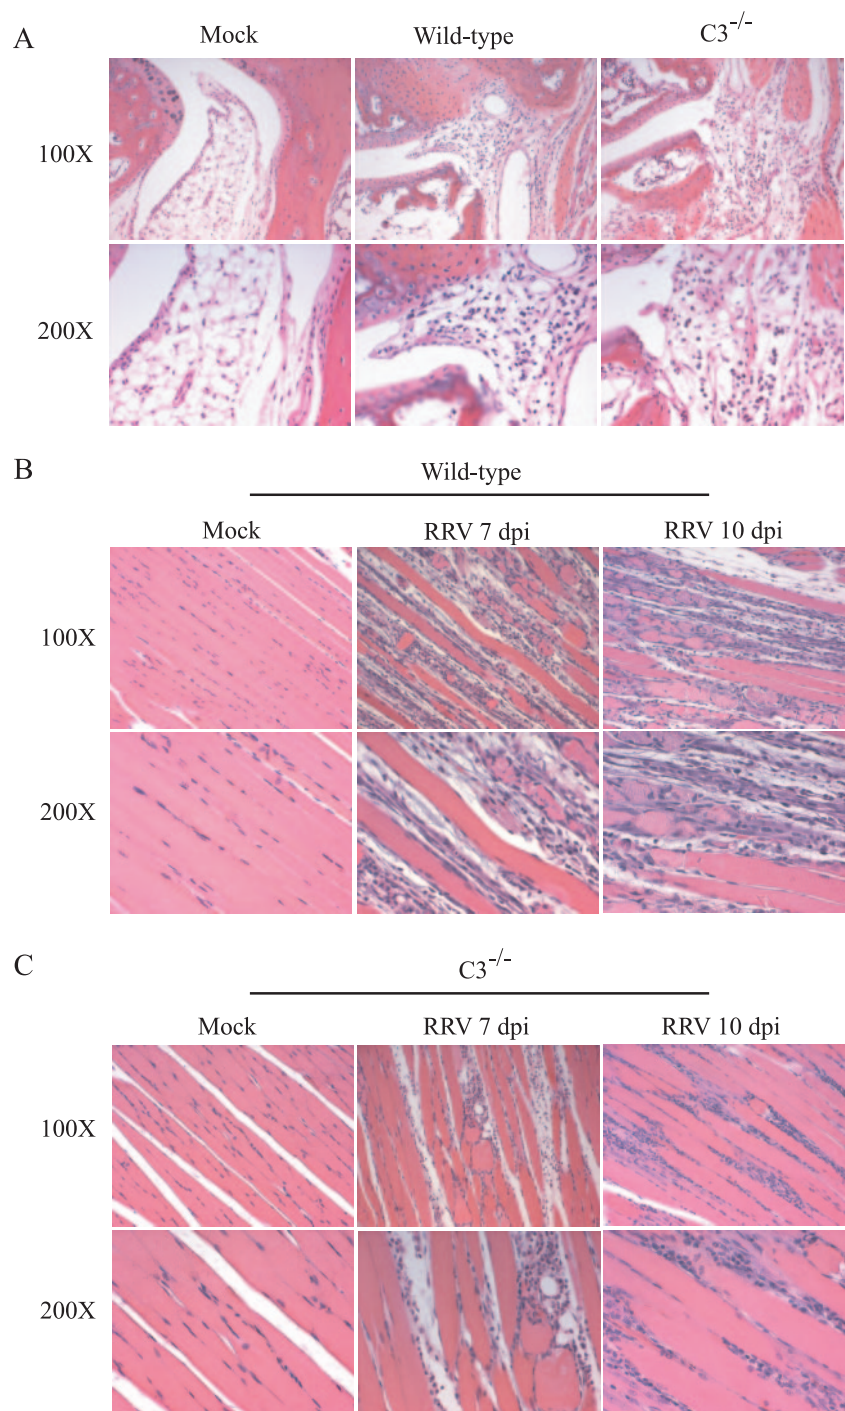 A
Mock Wild-type C3-/-
100X
200X
B
Wild-type
Mock RRV 7 dpi RRV 10 dpi
100X
200X
C
C3-/-
Mock RRV 7 dpi RRV 10 dpi
100X
200X